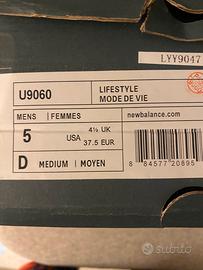 LYY9047
U9060
LIFESTYLE
MODE DE VIE
MENS | FEMMES
newbalance.com
5
USA
4½ UK
37.5 EUR
D MEDIUM | MOYEN
8 84577 20895
subito